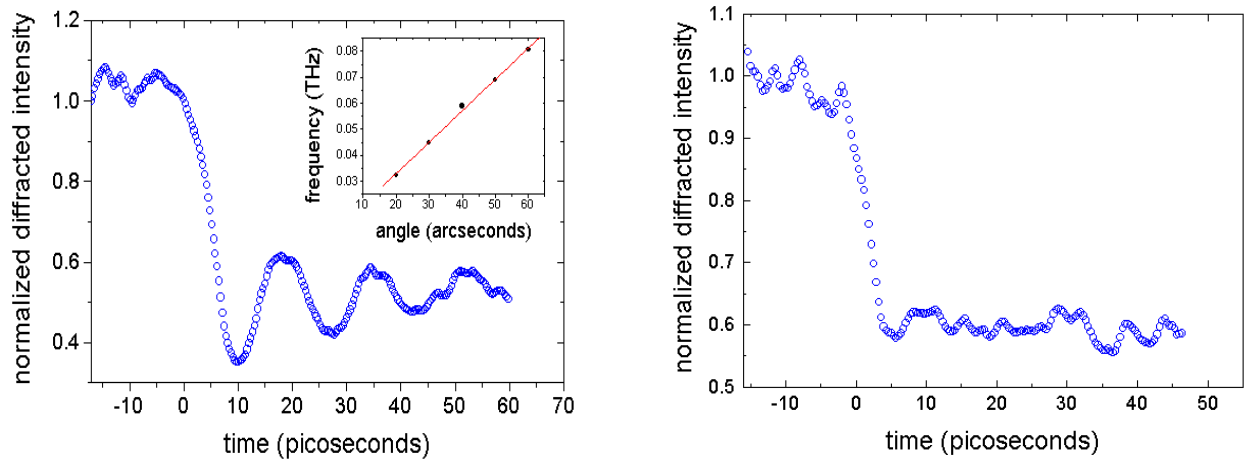 normalized diffracted intensity
1.2
1.0
0.8
0.6
0.4
-10 0 10 20 30 40 50 60 70
time (picoseconds)
frequency (THz)
0.08
0.07
0.06
0.05
0.04
0.03
10 20 30 40 50 60
angle (arcseconds)
normalized diffracted intensity
1.1
1.0
0.9
0.8
0.7
0.6
0.5
-10 0 10 20 30 40 50
time (picoseconds)